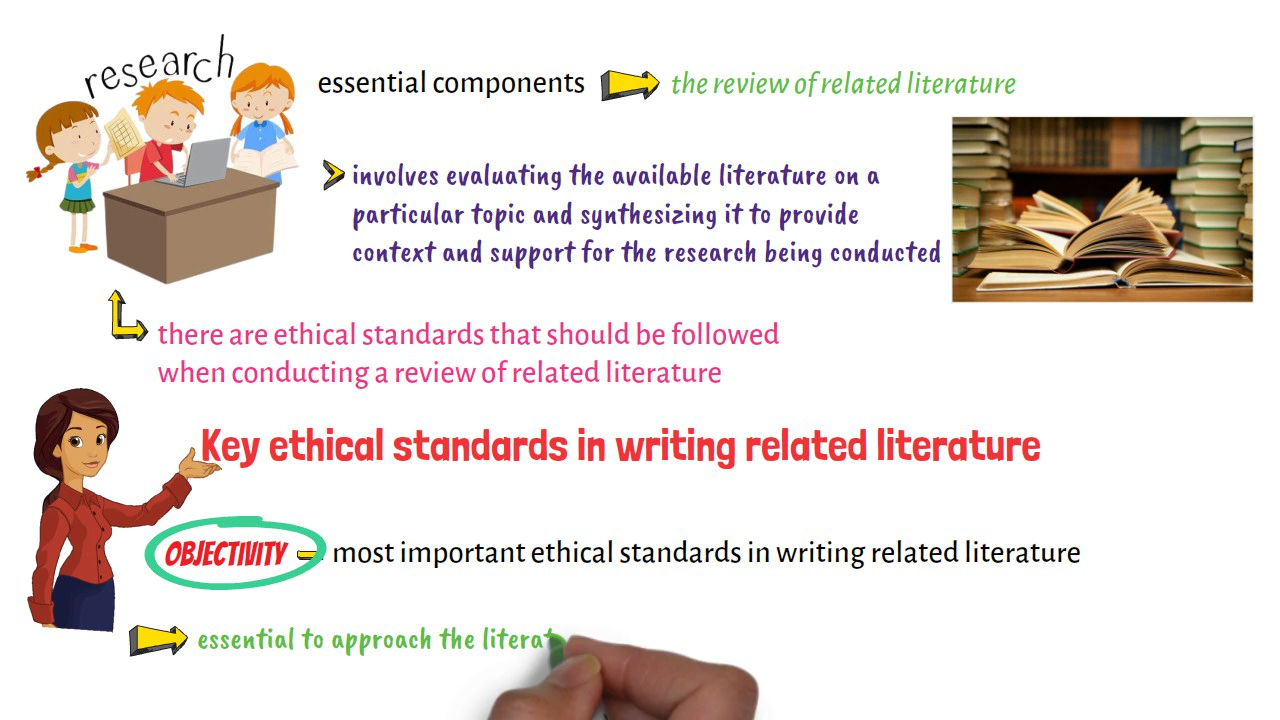 research
essential components
the review of related literature
involves evaluating the available literature on a
particular topic and synthesizing it to provide
context and support for the research being conducted
there are ethical standards that should be followed
when conducting a review of related literature
Key ethical standards in writing related literature
OBJECTIVITY
most important ethical standards in writing related literature
essential to approach the literat